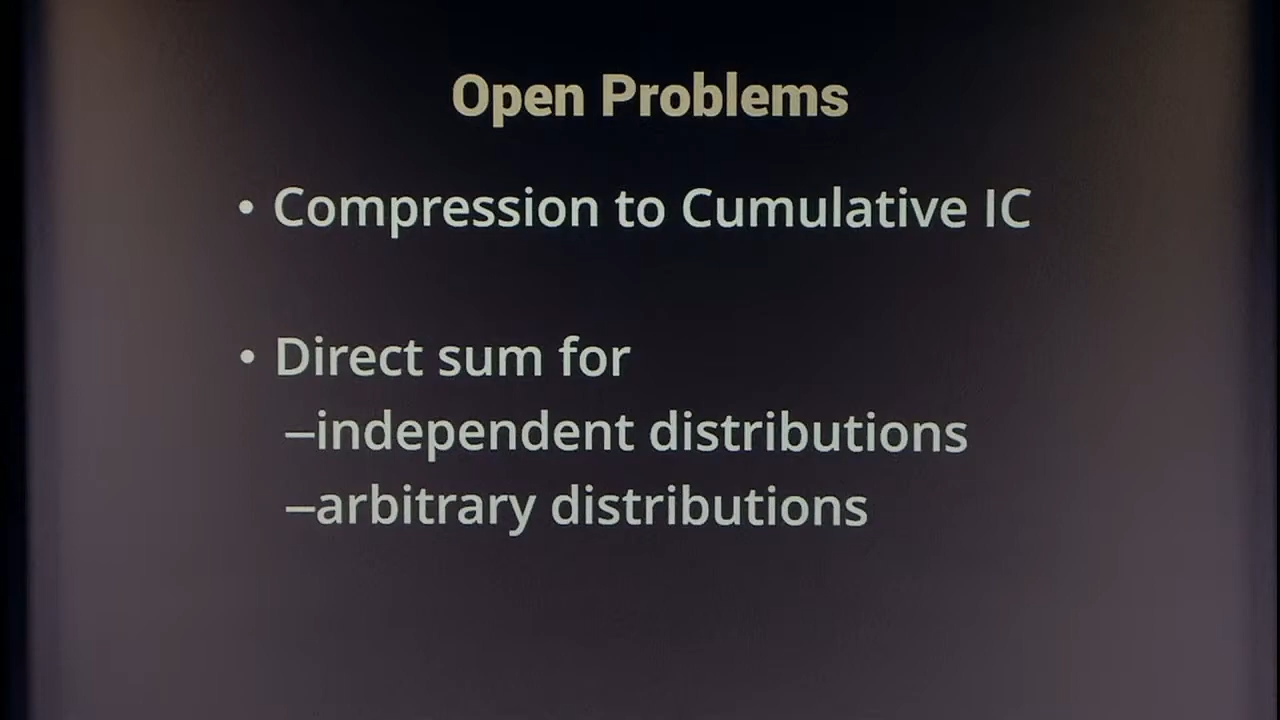 Open Problems
• Compression to Cumulative IC
• Direct sum for
–independent distributions
–arbitrary distributions